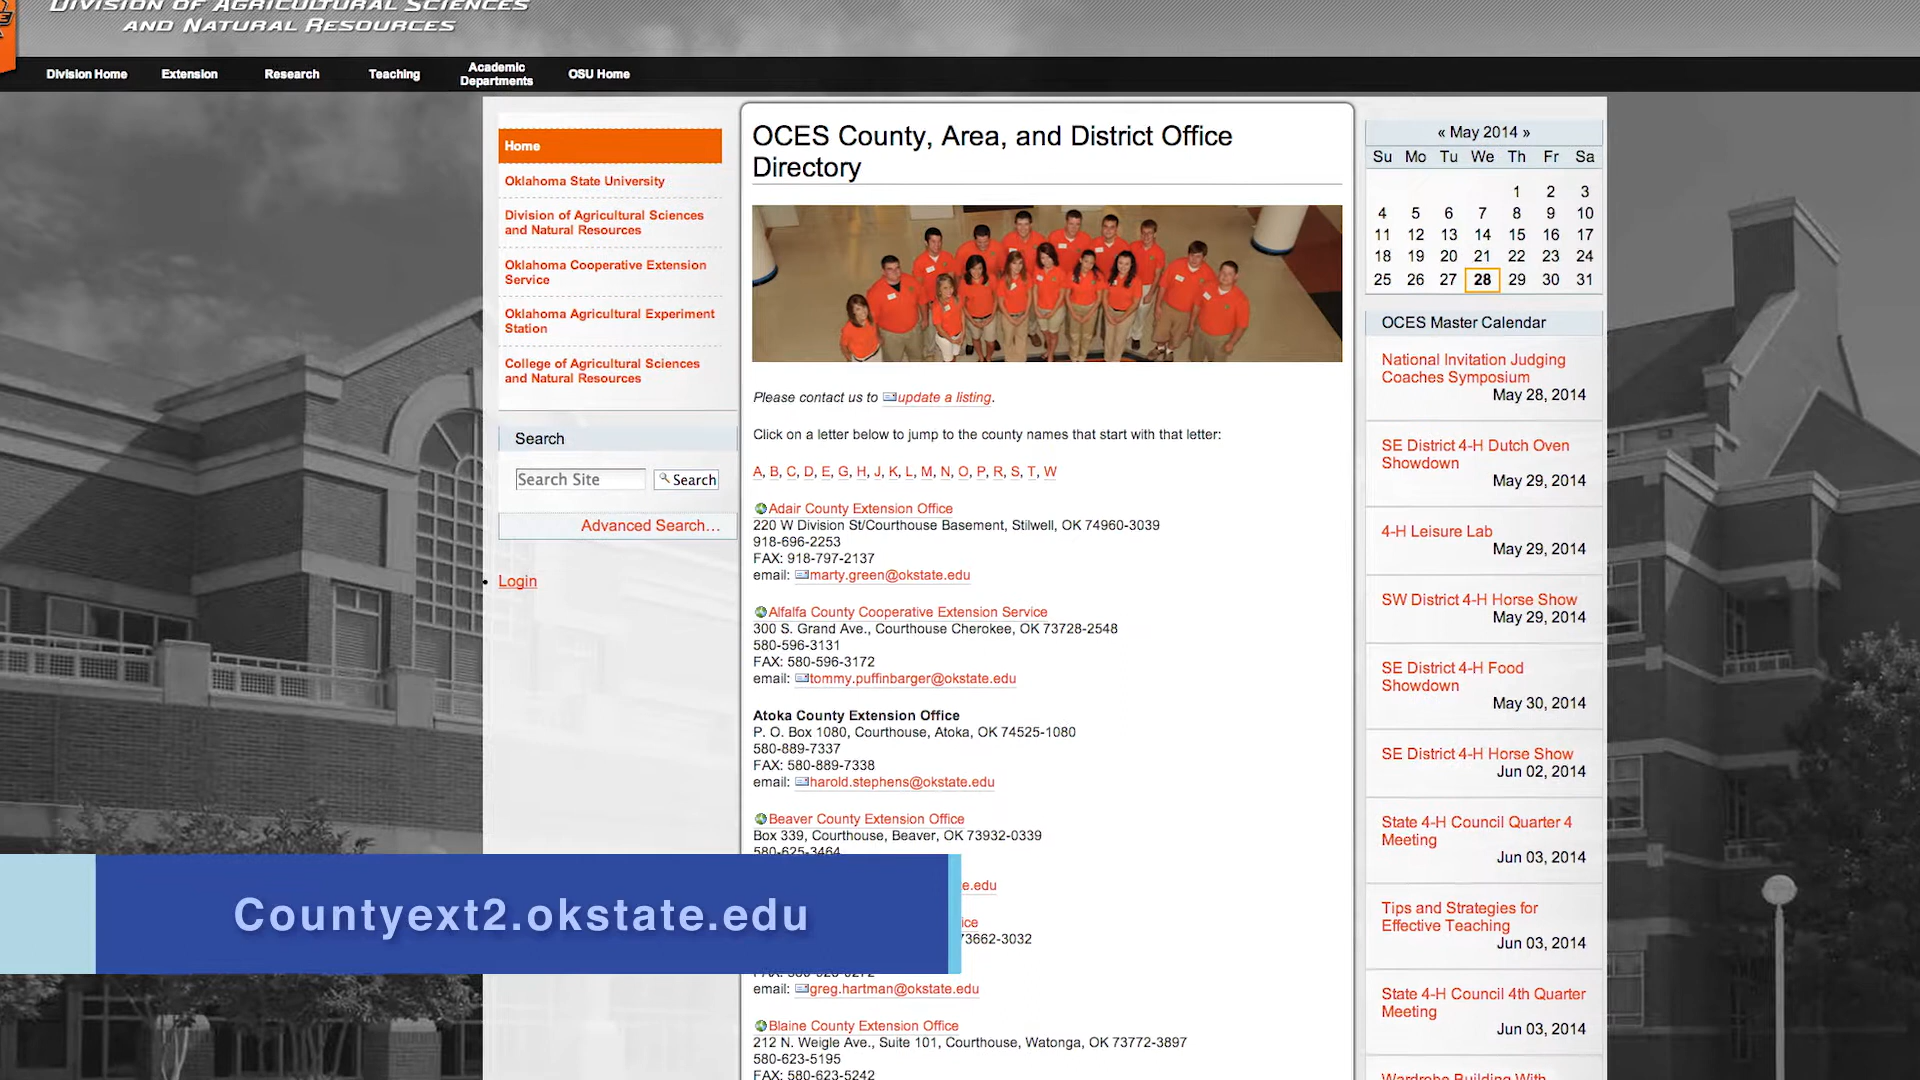 DIVISION OF AGRICULTURAL SCIENCES
AND NATURAL RESOURCES
Division Home
Extension
Research
Teaching
Academic
Departments
OSU Home
Home
Oklahoma State University
Division of Agricultural Sciences
and Natural Resources
Oklahoma Cooperative Extension
Service
Oklahoma Agricultural Experiment
Station
College of Agricultural Sciences
and Natural Resources
Search
Search Site
Search
Advanced Search…
Login
OCES County, Area, and District Office
Directory
Please contact us to update a listing.
Click on a letter below to jump to the county names that start with that letter:
A, B, C, D, E, G, H, J, K, L, M, N, O, P, R, S, T, W
Adair County Extension Office
220 W Division St/Courthouse Basement, Stilwell, OK 74960-3039
918-696-2253
FAX: 918-797-2137
email: marty.green@okstate.edu
Alfalfa County Cooperative Extension Service
300 S. Grand Ave., Courthouse Cherokee, OK 73728-2548
580-596-3131
FAX: 580-596-3172
email: tommy.puffinbarger@okstate.edu
Atoka County Extension Office
P. O. Box 1080, Courthouse, Atoka, OK 74525-1080
580-889-7337
FAX: 580-889-7338
email: harold.stephens@okstate.edu
Beaver County Extension Office
Box 339, Courthouse, Beaver, OK 73932-0339
580-625-3464
e.edu
ice
73662-3032
email: greg.hartman@okstate.edu
Blaine County Extension Office
212 N. Weigle Ave., Suite 101, Courthouse, Watonga, OK 73772-3897
580-623-5195
FAX: 580-623-5242
« May 2014 »
Su Mo Tu We Th Fr Sa
1 2 3
4 5 6 7 8 9 10
11 12 13 14 15 16 17
18 19 20 21 22 23 24
25 26 27 28 29 30 31
OCES Master Calendar
National Invitation Judging
Coaches Symposium
May 28, 2014
SE District 4-H Dutch Oven
Showdown
May 29, 2014
4-H Leisure Lab
May 29, 2014
SW District 4-H Horse Show
May 29, 2014
SE District 4-H Food
Showdown
May 30, 2014
SE District 4-H Horse Show
Jun 02, 2014
State 4-H Council Quarter 4
Meeting
Jun 03, 2014
Tips and Strategies for
Effective Teaching
Jun 03, 2014
State 4-H Council 4th Quarter
Meeting
Jun 03, 2014
Wardrobe Building With
Countyext2.okstate.edu